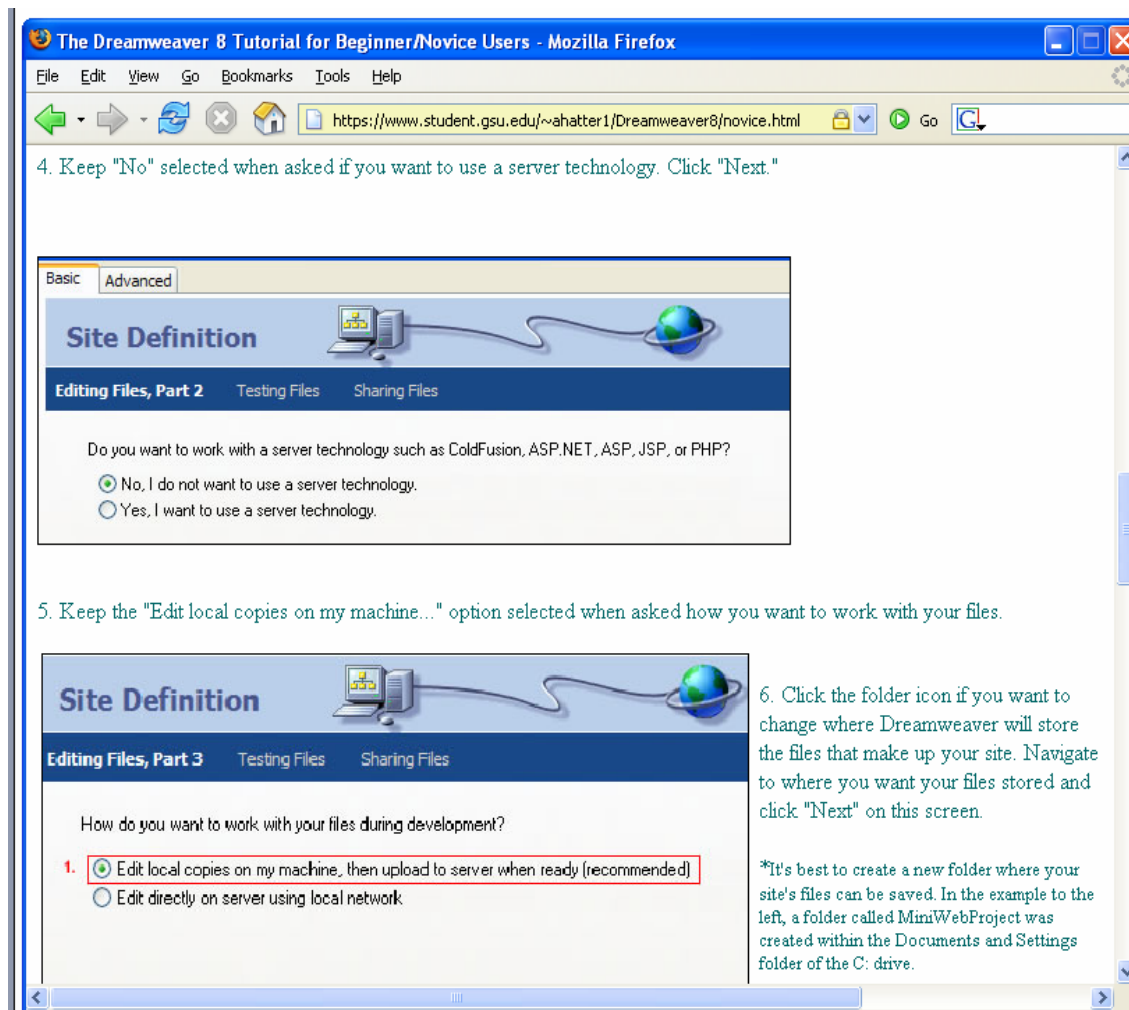 The Dreamweaver 8 Tutorial for Beginner/Novice Users - Mozilla Firefox
File Edit View Go Bookmarks Tools Help
https://www.student.gsu.edu/~ahatter1/Dreamweaver8/novice.html Go G
4. Keep "No" selected when asked if you want to use a server technology. Click "Next."
Basic Advanced
Site Definition
Editing Files, Part 2 Testing Files Sharing Files
Do you want to work with a server technology such as ColdFusion, ASP.NET, ASP, JSP, or PHP?
No, I do not want to use a server technology.
Yes, I want to use a server technology.
5. Keep the "Edit local copies on my machine..." option selected when asked how you want to work with your files.
Site Definition
Editing Files, Part 3 Testing Files Sharing Files
How do you want to work with your files during development?
1. Edit local copies on my machine, then upload to server when ready (recommended)
Edit directly on server using local network
6. Click the folder icon if you want to
change where Dreamweaver will store
the files that make up your site. Navigate
to where you want your files stored and
click "Next" on this screen.
*It's best to create a new folder where your
site's files can be saved. In the example to the
left, a folder called MiniWebProject was
created within the Documents and Settings
folder of the C: drive.